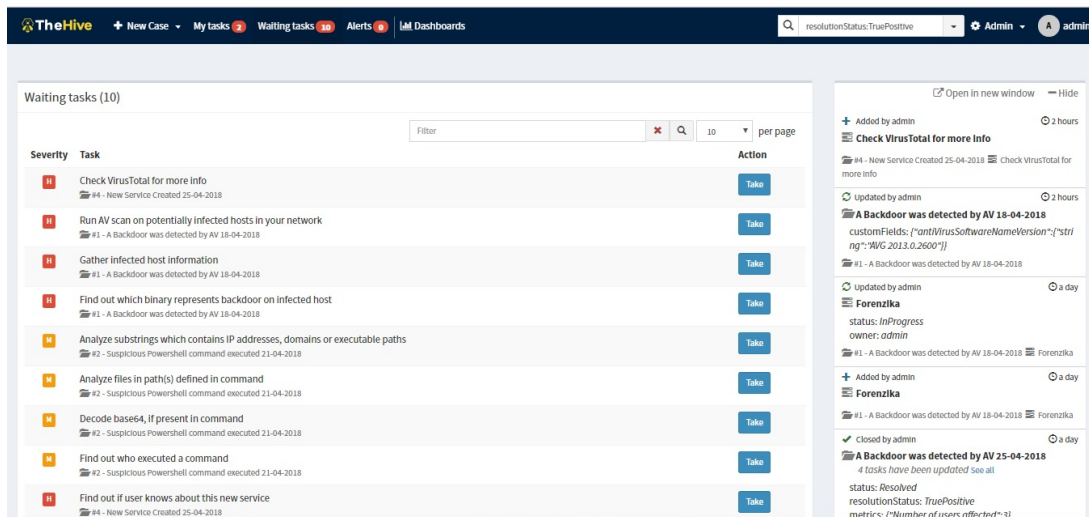 TheHive
New Case
My tasks 2
Waiting tasks 10
Alerts 0
Dashboards
resolutionStatus:TruePositive
Admin
A admin
Waiting tasks (10)
Filter
10
per page
Severity Task Action
H Check VirusTotal for more info Take
#4 - New Service Created 25-04-2018
H Run AV scan on potentially infected hosts in your network Take
#1 - A Backdoor was detected by AV 18-04-2018
H Gather infected host information Take
#1 - A Backdoor was detected by AV 18-04-2018
H Find out which binary represents backdoor on infected host Take
#1 - A Backdoor was detected by AV 18-04-2018
M Analyze substrings which contains IP addresses, domains or executable paths Take
#2 - Suspicious Powershell command executed 21-04-2018
M Analyze files in path(s) defined in command Take
#2 - Suspicious Powershell command executed 21-04-2018
M Decode base64, if present in command Take
#2 - Suspicious Powershell command executed 21-04-2018
M Find out who executed a command Take
#2 - Suspicious Powershell command executed 21-04-2018
H Find out if user knows about this new service Take
#4 - New Service Created 25-04-2018
Open in new window Hide
Added by admin 2 hours
Check VirusTotal for more info
#4 - New Service Created 25-04-2018 Check VirusTotal for
more info
Updated by admin 2 hours
A Backdoor was detected by AV 18-04-2018
customFields: {"antiVirusSoftwareNameVersion":{"stri
ng":"AVG 2013.0.2600"}}
#1 - A Backdoor was detected by AV 18-04-2018
Updated by admin a day
Forenzika
status: InProgress
owner: admin
#1 - A Backdoor was detected by AV 18-04-2018 Forenzika
Added by admin a day
Forenzika
#1 - A Backdoor was detected by AV 18-04-2018 Forenzika
Closed by admin a day
A Backdoor was detected by AV 25-04-2018
4 tasks have been updated See all
status: Resolved
resolutionStatus: TruePositive
metrics: {"Number of users affected":3}